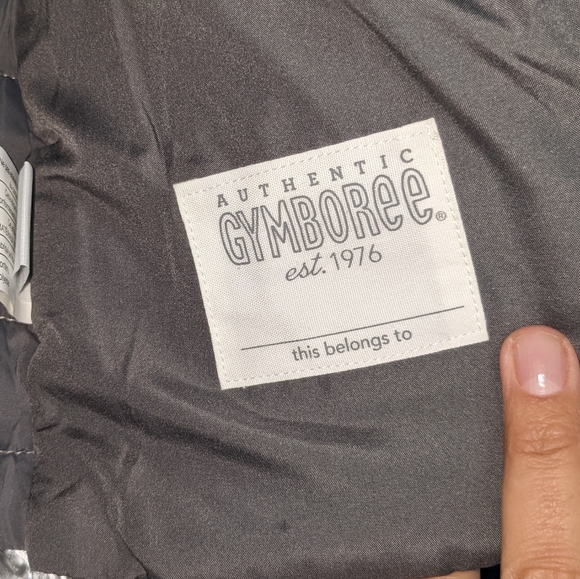 AUTHENTIC
GYMBOREE®
est. 1976
this belongs to